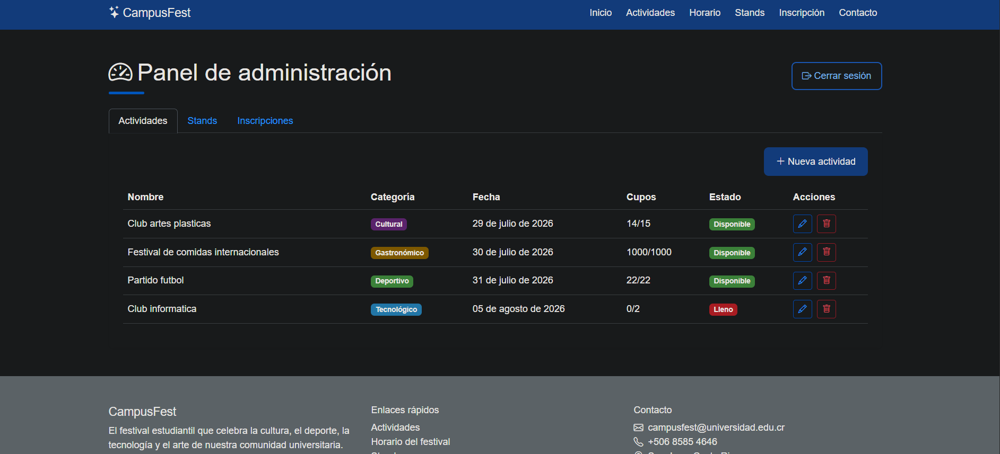 CampusFest
Inicio Actividades Horario Stands Inscripción Contacto
Panel de administración
Cerrar sesión
Actividades Stands Inscripciones
+ Nueva actividad
Nombre Categoría Fecha Cupos Estado Acciones
Club artes plasticas Cultural 29 de julio de 2026 14/15 Disponible
Festival de comidas internacionales Gastronómico 30 de julio de 2026 1000/1000 Disponible
Partido futbol Deportivo 31 de julio de 2026 22/22 Disponible
Club informatica Tecnológico 05 de agosto de 2026 0/2 Lleno
CampusFest
El festival estudiantil que celebra la cultura, el deporte, la
tecnología y el arte de nuestra comunidad universitaria.
Enlaces rápidos
Actividades
Horario del festival
Contacto
campusfest@universidad.edu.cr
+506 8585 4646